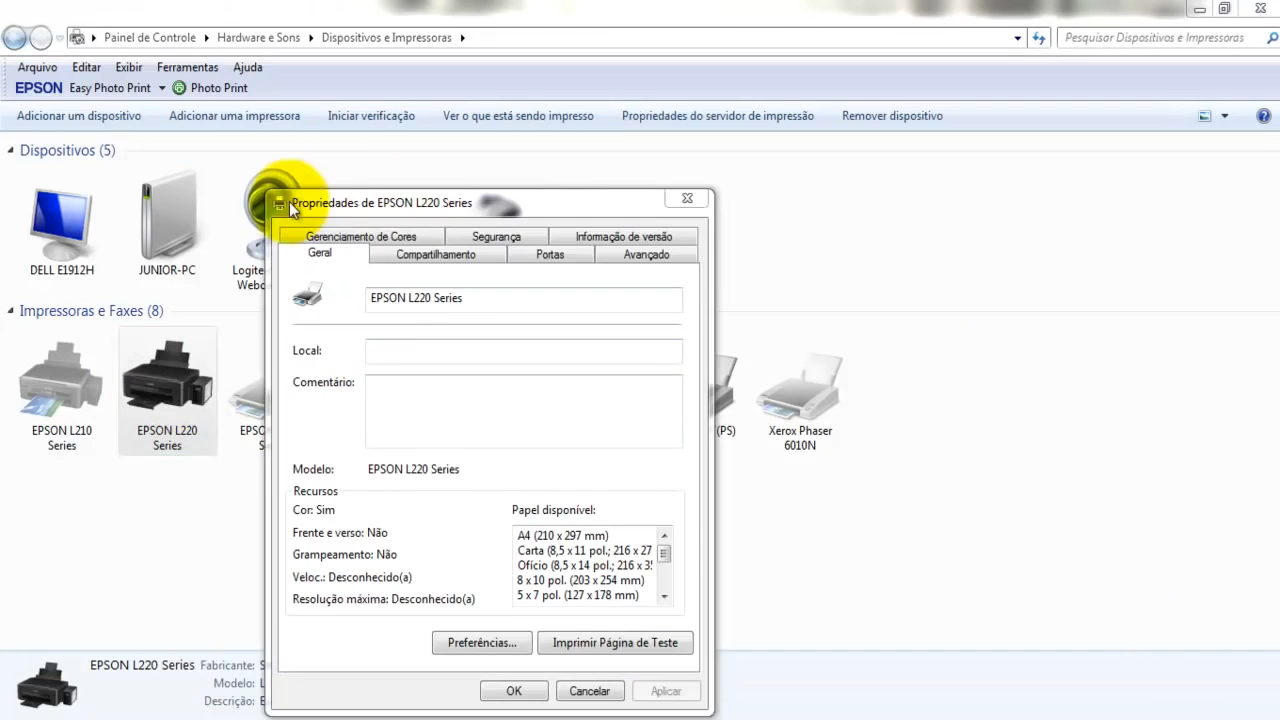 Painel de Controle
Hardware e Sons
Dispositivos e Impressoras
Pesquisar Dispositivos e Impressoras
Arquivo Editar Exibir Ferramentas Ajuda
EPSON Easy Photo Print Photo Print
Adicionar um dispositivo Adicionar uma impressora Iniciar verificação Ver o que está sendo impresso Propriedades do servidor de impressão Remover dispositivo
Dispositivos (5)
DELL E1912H
JUNIOR-PC
Impressoras e Faxes (8)
EPSON L210
Series
EPSON L220
Series
(PS)
Xerox Phaser
6010N
Propriedades de EPSON L220 Series
Gerenciamento de Cores Segurança Informação de versão
Geral Compartilhamento Portas Avançado
EPSON L220 Series
Local:
Comentário:
Modelo: EPSON L220 Series
Recursos
Cor: Sim
Frente e verso: Não
Grampeamento: Não
Veloc.: Desconhecido(a)
Resolução máxima: Desconhecido(a)
Papel disponível:
A4 (210 x 297 mm)
Carta (8,5 x 11 pol.; 216 x 27
Ofício (8,5 x 14 pol.; 216 x 35
8 x 10 pol. (203 x 254 mm)
5 x 7 pol. (127 x 178 mm)
Preferências... Imprimir Página de Teste
OK Cancelar Aplicar
EPSON L220 Series
Fabricante:
Modelo:
Descrição: